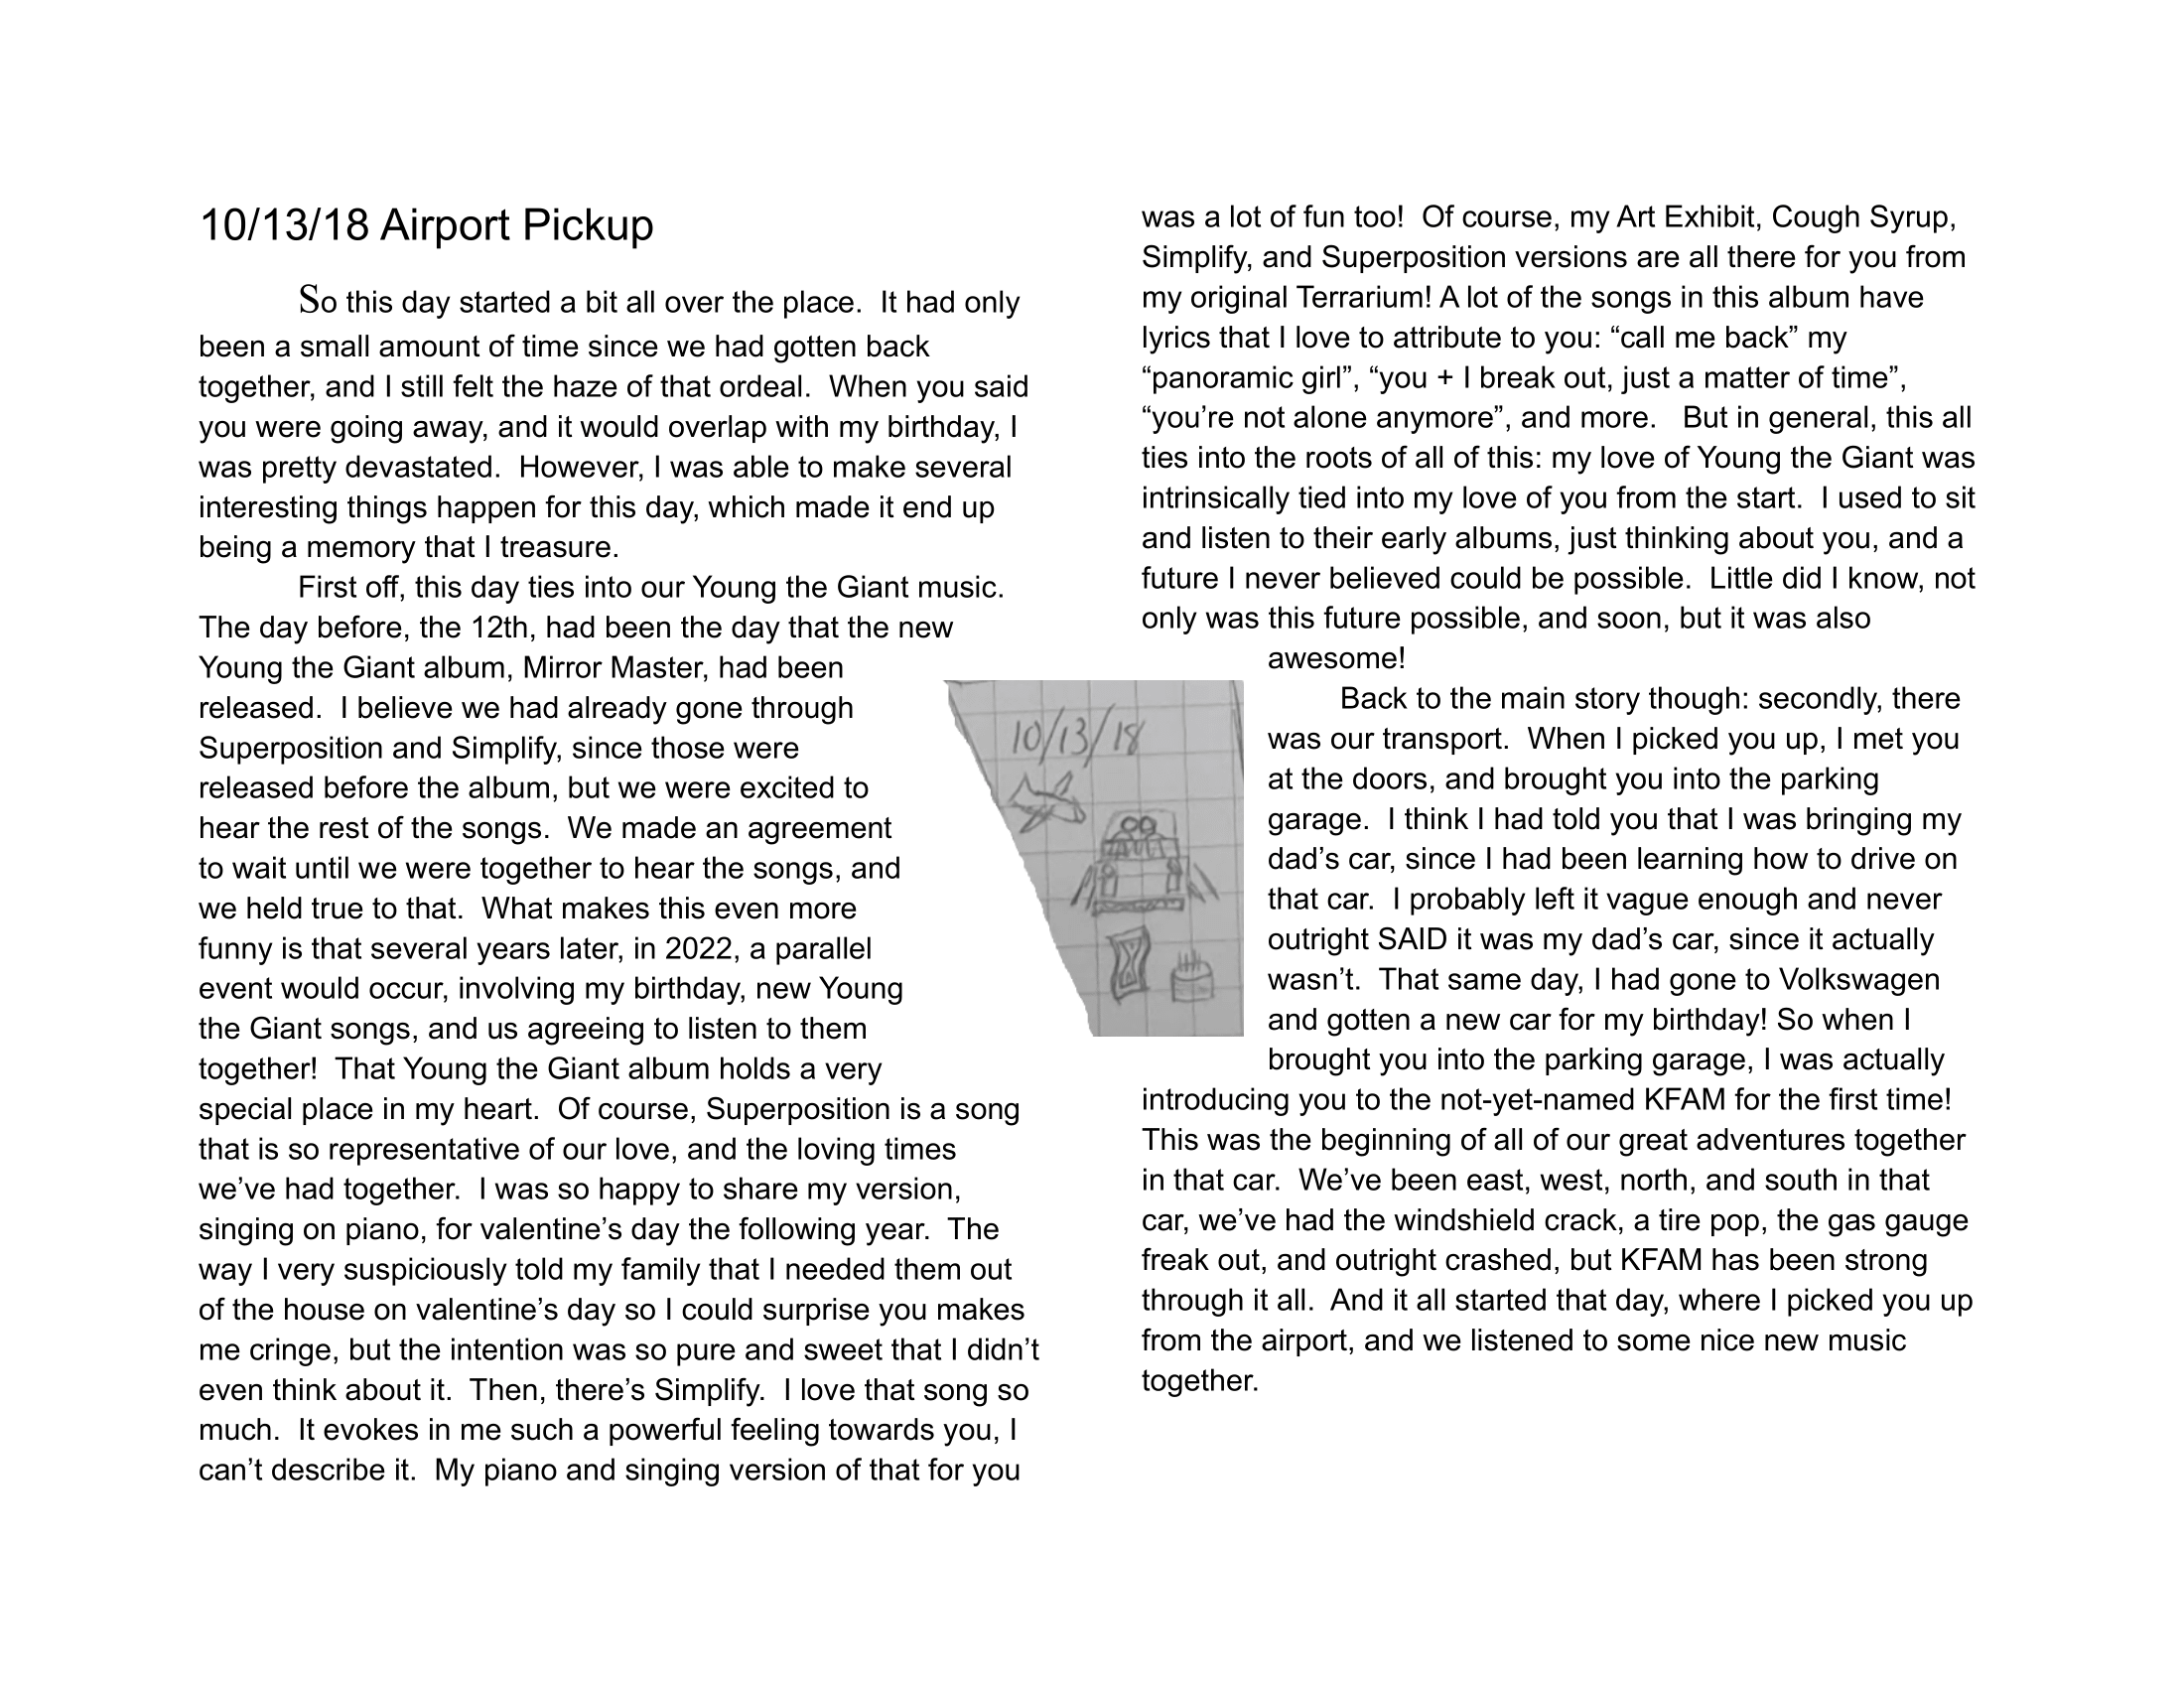 10/13/18 Airport Pickup
So this day started a bit all over the place.  It had only
been a small amount of time since we had gotten back
together, and I still felt the haze of that ordeal.  When you said
you were going away, and it would overlap with my birthday, I
was pretty devastated.  However, I was able to make several
interesting things happen for this day, which made it end up
being a memory that I treasure.
First off, this day ties into our Young the Giant music.
The day before, the 12th, had been the day that the new
Young the Giant album, Mirror Master, had been
released.  I believe we had already gone through
Superposition and Simplify, since those were
released before the album, but we were excited to
hear the rest of the songs.  We made an agreement
to wait until we were together to hear the songs, and
we held true to that.  What makes this even more
funny is that several years later, in 2022, a parallel
event would occur, involving my birthday, new Young
the Giant songs, and us agreeing to listen to them
together!  That Young the Giant album holds a very
special place in my heart.  Of course, Superposition is a song
that is so representative of our love, and the loving times
we’ve had together.  I was so happy to share my version,
singing on piano, for valentine’s day the following year.  The
way I very suspiciously told my family that I needed them out
of the house on valentine’s day so I could surprise you makes
me cringe, but the intention was so pure and sweet that I didn’t
even think about it.  Then, there’s Simplify.  I love that song so
much.  It evokes in me such a powerful feeling towards you, I
can’t describe it.  My piano and singing version of that for you
was a lot of fun too!  Of course, my Art Exhibit, Cough Syrup,
Simplify, and Superposition versions are all there for you from
my original Terrarium! A lot of the songs in this album have
lyrics that I love to attribute to you: “call me back” my
“panoramic girl”, “you + I break out, just a matter of time”,
“you’re not alone anymore”, and more.   But in general, this all
ties into the roots of all of this: my love of Young the Giant was
intrinsically tied into my love of you from the start.  I used to sit
and listen to their early albums, just thinking about you, and a
future I never believed could be possible.  Little did I know, not
only was this future possible, and soon, but it was also
awesome!
10/13/18
Back to the main story though: secondly, there
was our transport.  When I picked you up, I met you
at the doors, and brought you into the parking
garage.  I think I had told you that I was bringing my
dad’s car, since I had been learning how to drive on
that car.  I probably left it vague enough and never
outright SAID it was my dad’s car, since it actually
wasn’t.  That same day, I had gone to Volkswagen
and gotten a new car for my birthday! So when I
brought you into the parking garage, I was actually
introducing you to the not-yet-named KFAM for the first time!
This was the beginning of all of our great adventures together
in that car.  We’ve been east, west, north, and south in that
car, we’ve had the windshield crack, a tire pop, the gas gauge
freak out, and outright crashed, but KFAM has been strong
through it all.  And it all started that day, where I picked you up
from the airport, and we listened to some nice new music
together.